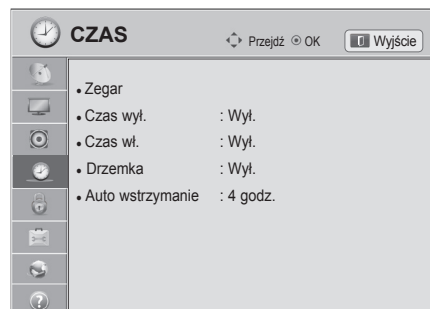 CZAS
Przejdź OK Wyjście
• Zegar
• Czas wył. : Wył.
• Czas wł. : Wył.
• Drzemka : Wył.
• Auto wstrzymanie : 4 godz.